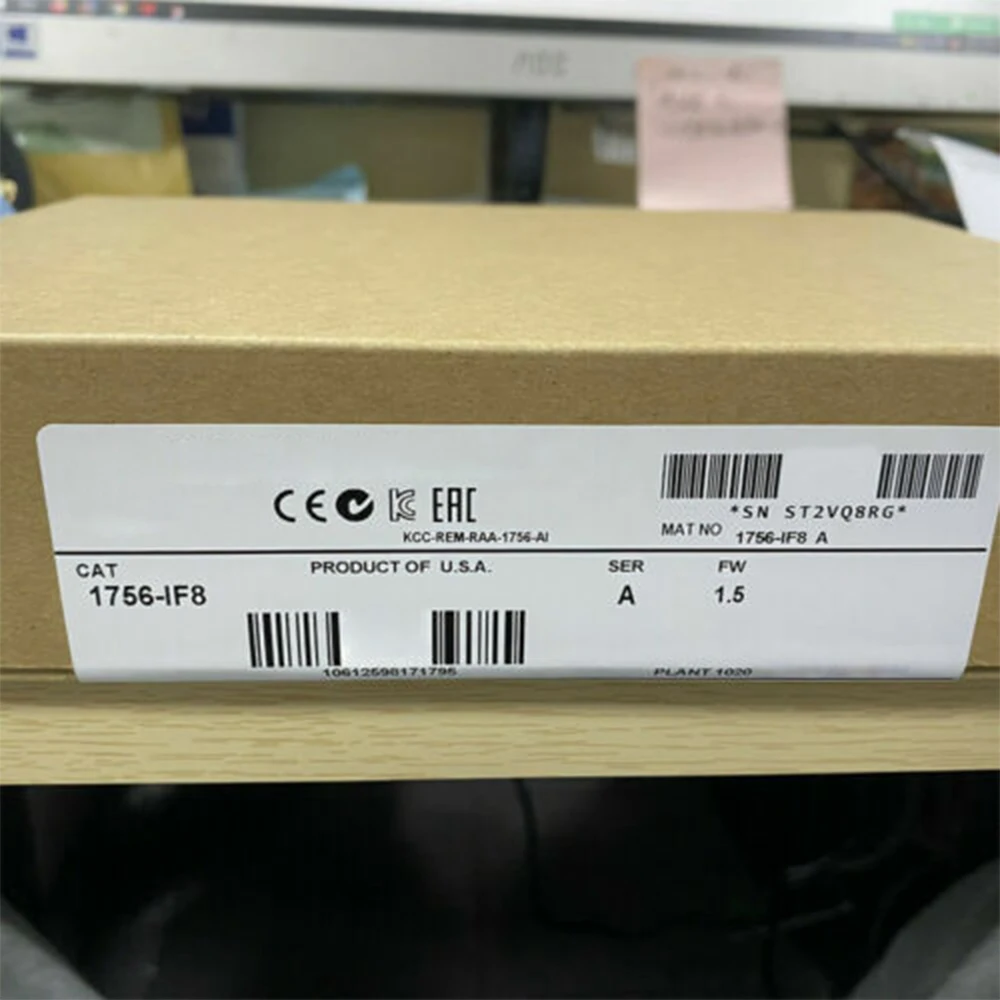 CE EAC
KCC-REM-RAA-1756-AI
*SN ST2VQ8RG*
MAT NO 1756-IF8 A
CAT PRODUCT OF U.S.A. SER FW
1756-IF8 A 1.5
10612598171795 PLANT 1020